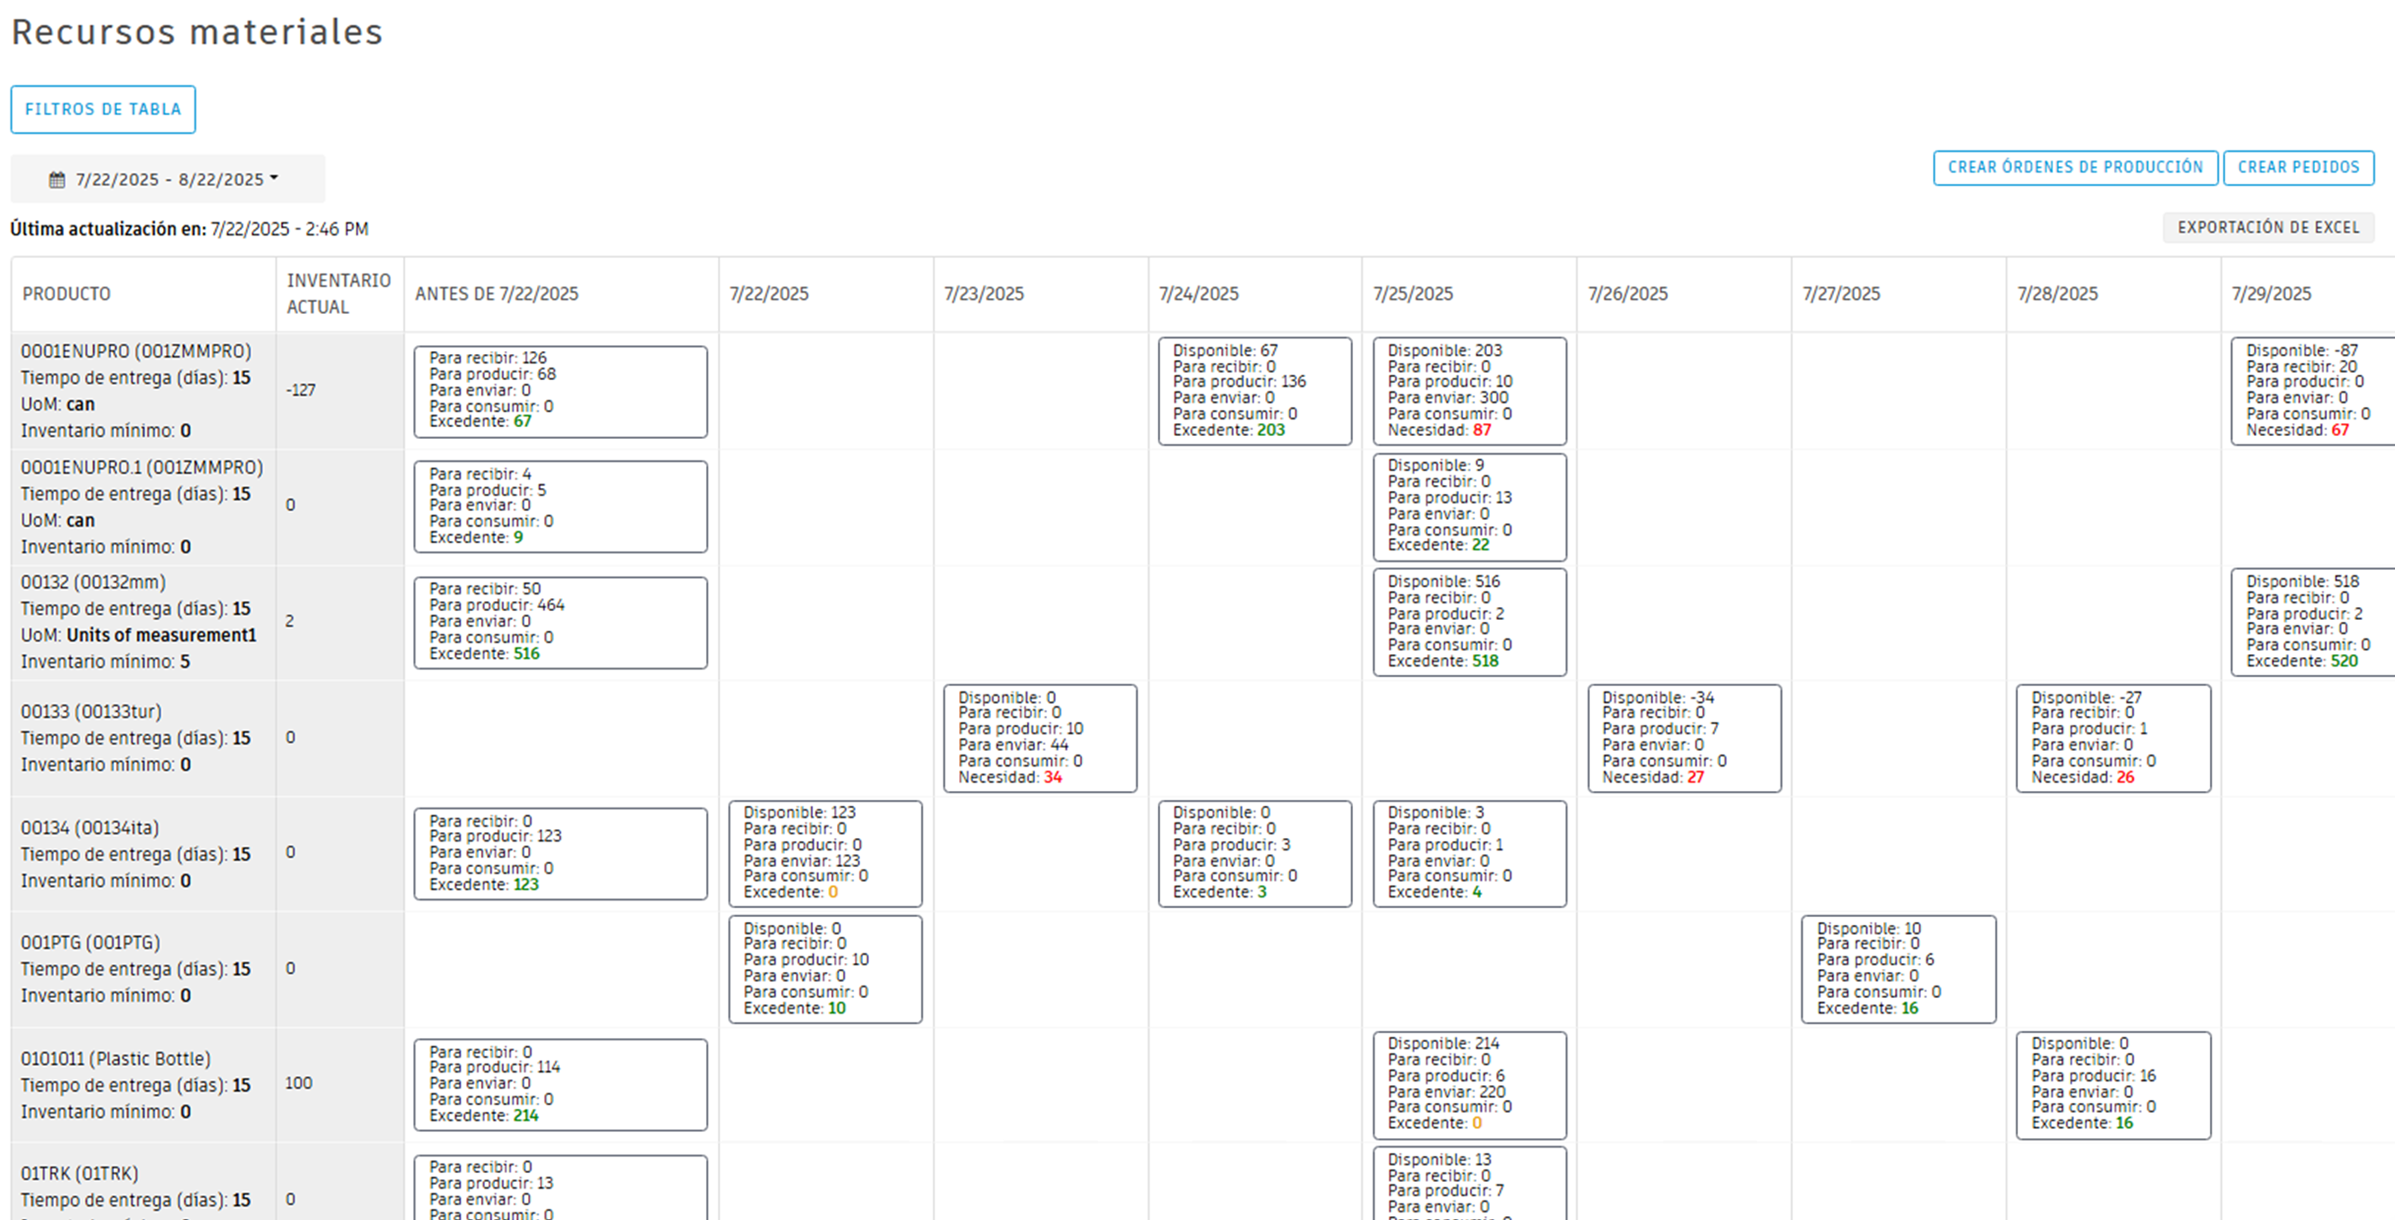 Recursos materiales
FILTROS DE TABLA
7/22/2025 - 8/22/2025
CREAR ÓRDENES DE PRODUCCIÓN
CREAR PEDIDOS
Última actualización en: 7/22/2025 - 2:46 PM
EXPORTACIÓN DE EXCEL
PRODUCTO
INVENTARIO
ACTUAL
ANTES DE 7/22/2025
7/22/2025
7/23/2025
7/24/2025
7/25/2025
7/26/2025
7/27/2025
7/28/2025
7/29/2025
0001ENUPRO (001ZMMPRO)
Tiempo de entrega (días): 15
UoM: can
Inventario mínimo: 0
-127
Para recibir: 126
Para producir: 68
Para enviar: 0
Para consumir: 0
Excedente: 67
Disponible: 67
Para recibir: 0
Para producir: 136
Para enviar: 0
Para consumir: 0
Excedente: 203
Disponible: 203
Para recibir: 0
Para producir: 10
Para enviar: 300
Para consumir: 0
Necesidad: 87
Disponible: -87
Para recibir: 20
Para producir: 0
Para enviar: 0
Para consumir: 0
Necesidad: 67
0001ENUPRO.1 (001ZMMPRO)
Tiempo de entrega (días): 15
UoM: can
Inventario mínimo: 0
0
Para recibir: 4
Para producir: 5
Para enviar: 0
Para consumir: 0
Excedente: 9
Disponible: 9
Para recibir: 0
Para producir: 13
Para enviar: 0
Para consumir: 0
Excedente: 22
00132 (00132mm)
Tiempo de entrega (días): 15
UoM: Units of measurement1
Inventario mínimo: 5
2
Para recibir: 50
Para producir: 464
Para enviar: 0
Para consumir: 0
Excedente: 516
Disponible: 516
Para recibir: 0
Para producir: 2
Para enviar: 0
Para consumir: 0
Excedente: 518
Disponible: 518
Para recibir: 0
Para producir: 2
Para enviar: 0
Para consumir: 0
Excedente: 520
00133 (00133tur)
Tiempo de entrega (días): 15
Inventario mínimo: 0
0
Disponible: 0
Para recibir: 0
Para producir: 10
Para enviar: 44
Para consumir: 0
Necesidad: 34
Disponible: -34
Para recibir: 0
Para producir: 7
Para enviar: 0
Para consumir: 0
Necesidad: 27
Disponible: -27
Para recibir: 0
Para producir: 1
Para enviar: 0
Para consumir: 0
Necesidad: 26
00134 (00134ita)
Tiempo de entrega (días): 15
Inventario mínimo: 0
0
Para recibir: 0
Para producir: 123
Para enviar: 0
Para consumir: 0
Excedente: 123
Disponible: 123
Para recibir: 0
Para producir: 0
Para enviar: 123
Para consumir: 0
Excedente: 0
Disponible: 0
Para recibir: 0
Para producir: 3
Para enviar: 0
Para consumir: 0
Excedente: 3
Disponible: 3
Para recibir: 0
Para producir: 1
Para enviar: 0
Para consumir: 0
Excedente: 4
001PTG (001PTG)
Tiempo de entrega (días): 15
Inventario mínimo: 0
0
Disponible: 0
Para recibir: 0
Para producir: 10
Para enviar: 0
Para consumir: 0
Excedente: 10
Disponible: 10
Para recibir: 0
Para producir: 6
Para enviar: 0
Para consumir: 0
Excedente: 16
0101011 (Plastic Bottle)
Tiempo de entrega (días): 15
Inventario mínimo: 0
100
Para recibir: 0
Para producir: 114
Para enviar: 0
Para consumir: 0
Excedente: 214
Disponible: 214
Para recibir: 0
Para producir: 6
Para enviar: 220
Para consumir: 0
Excedente: 0
Disponible: 0
Para recibir: 0
Para producir: 16
Para enviar: 0
Para consumir: 0
Excedente: 16
01TRK (01TRK)
Tiempo de entrega (días): 15
0
Para recibir: 0
Para producir: 13
Para enviar: 0
Para consumir: 0
Disponible: 13
Para recibir: 0
Para producir: 7
Para enviar: 0